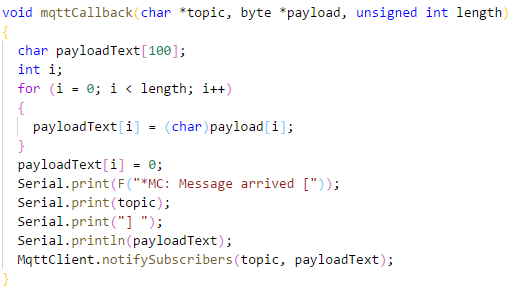 void mqttCallback(char *topic, byte *payload, unsigned int length)
{
  char payloadText[100];
  int i;
  for (i = 0; i < length; i++)
  {
    payloadText[i] = (char)payload[i];
  }
  payloadText[i] = 0;
  Serial.print(F("*MC: Message arrived ["));
  Serial.print(topic);
  Serial.print("] ");
  Serial.println(payloadText);
  MqttClient.notifySubscribers(topic, payloadText);
}